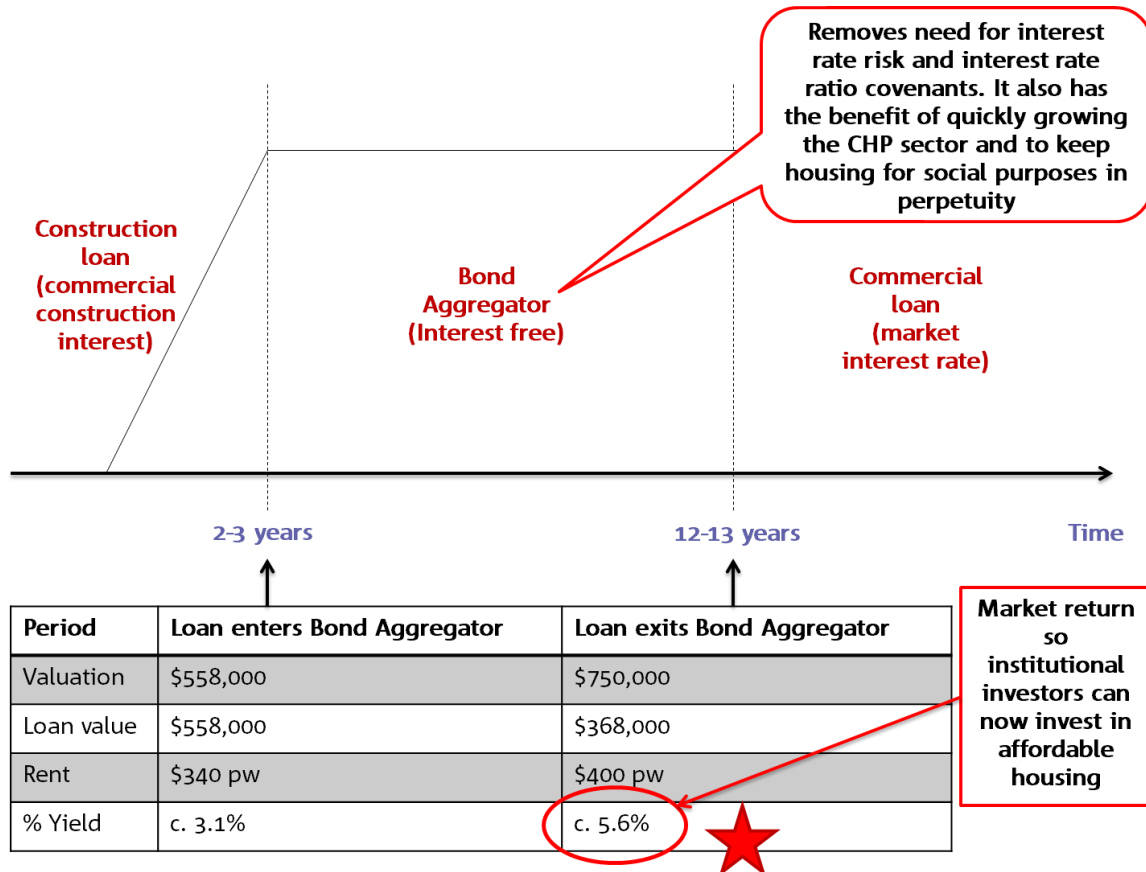 Removes need for interest
rate risk and interest rate
ratio covenants. It also has
the benefit of quickly growing
the CHP sector and to keep
housing for social purposes in
perpetuity
Construction
loan
(commercial
construction
interest)
Bond
Aggregator
(Interest free)
Commercial
loan
(market
interest rate)
2-3 years
12-13 years
Time
Period
Loan enters Bond Aggregator
Loan exits Bond Aggregator
Valuation
$558,000
$750,000
Loan value
$558,000
$368,000
Rent
$340 pw
$400 pw
% Yield
c. 3.1%
c. 5.6%
Market return
so
institutional
investors can
now invest in
affordable
housing